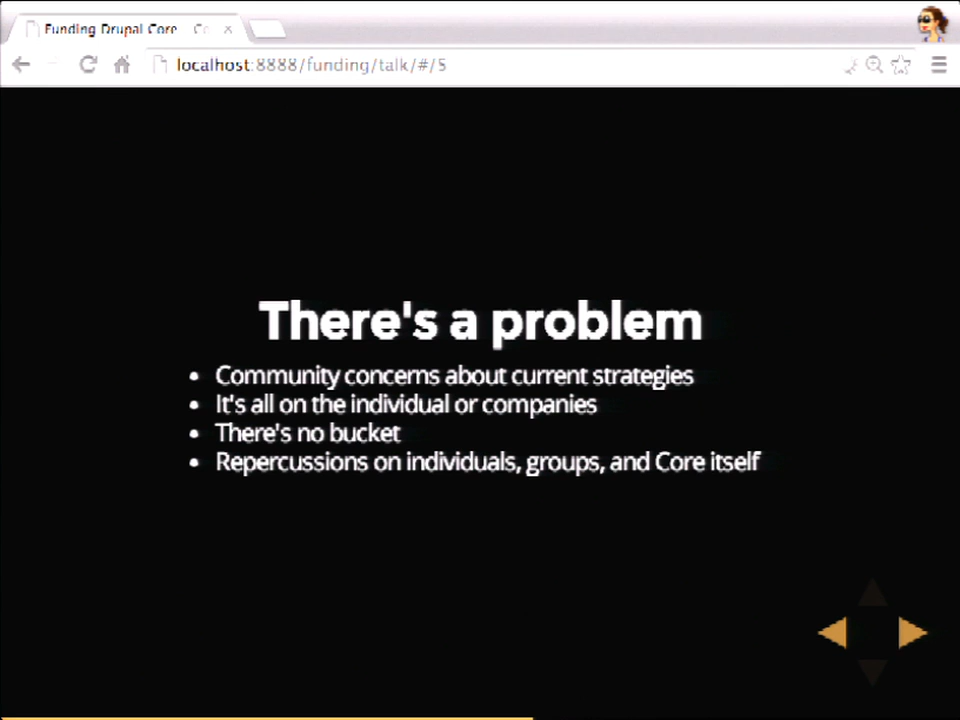 Funding Drupal Core
localhost:8888/funding/talk/#/5
There's a problem
Community concerns about current strategies
It's all on the individual or companies
There's no bucket
Repercussions on individuals, groups, and Core itself